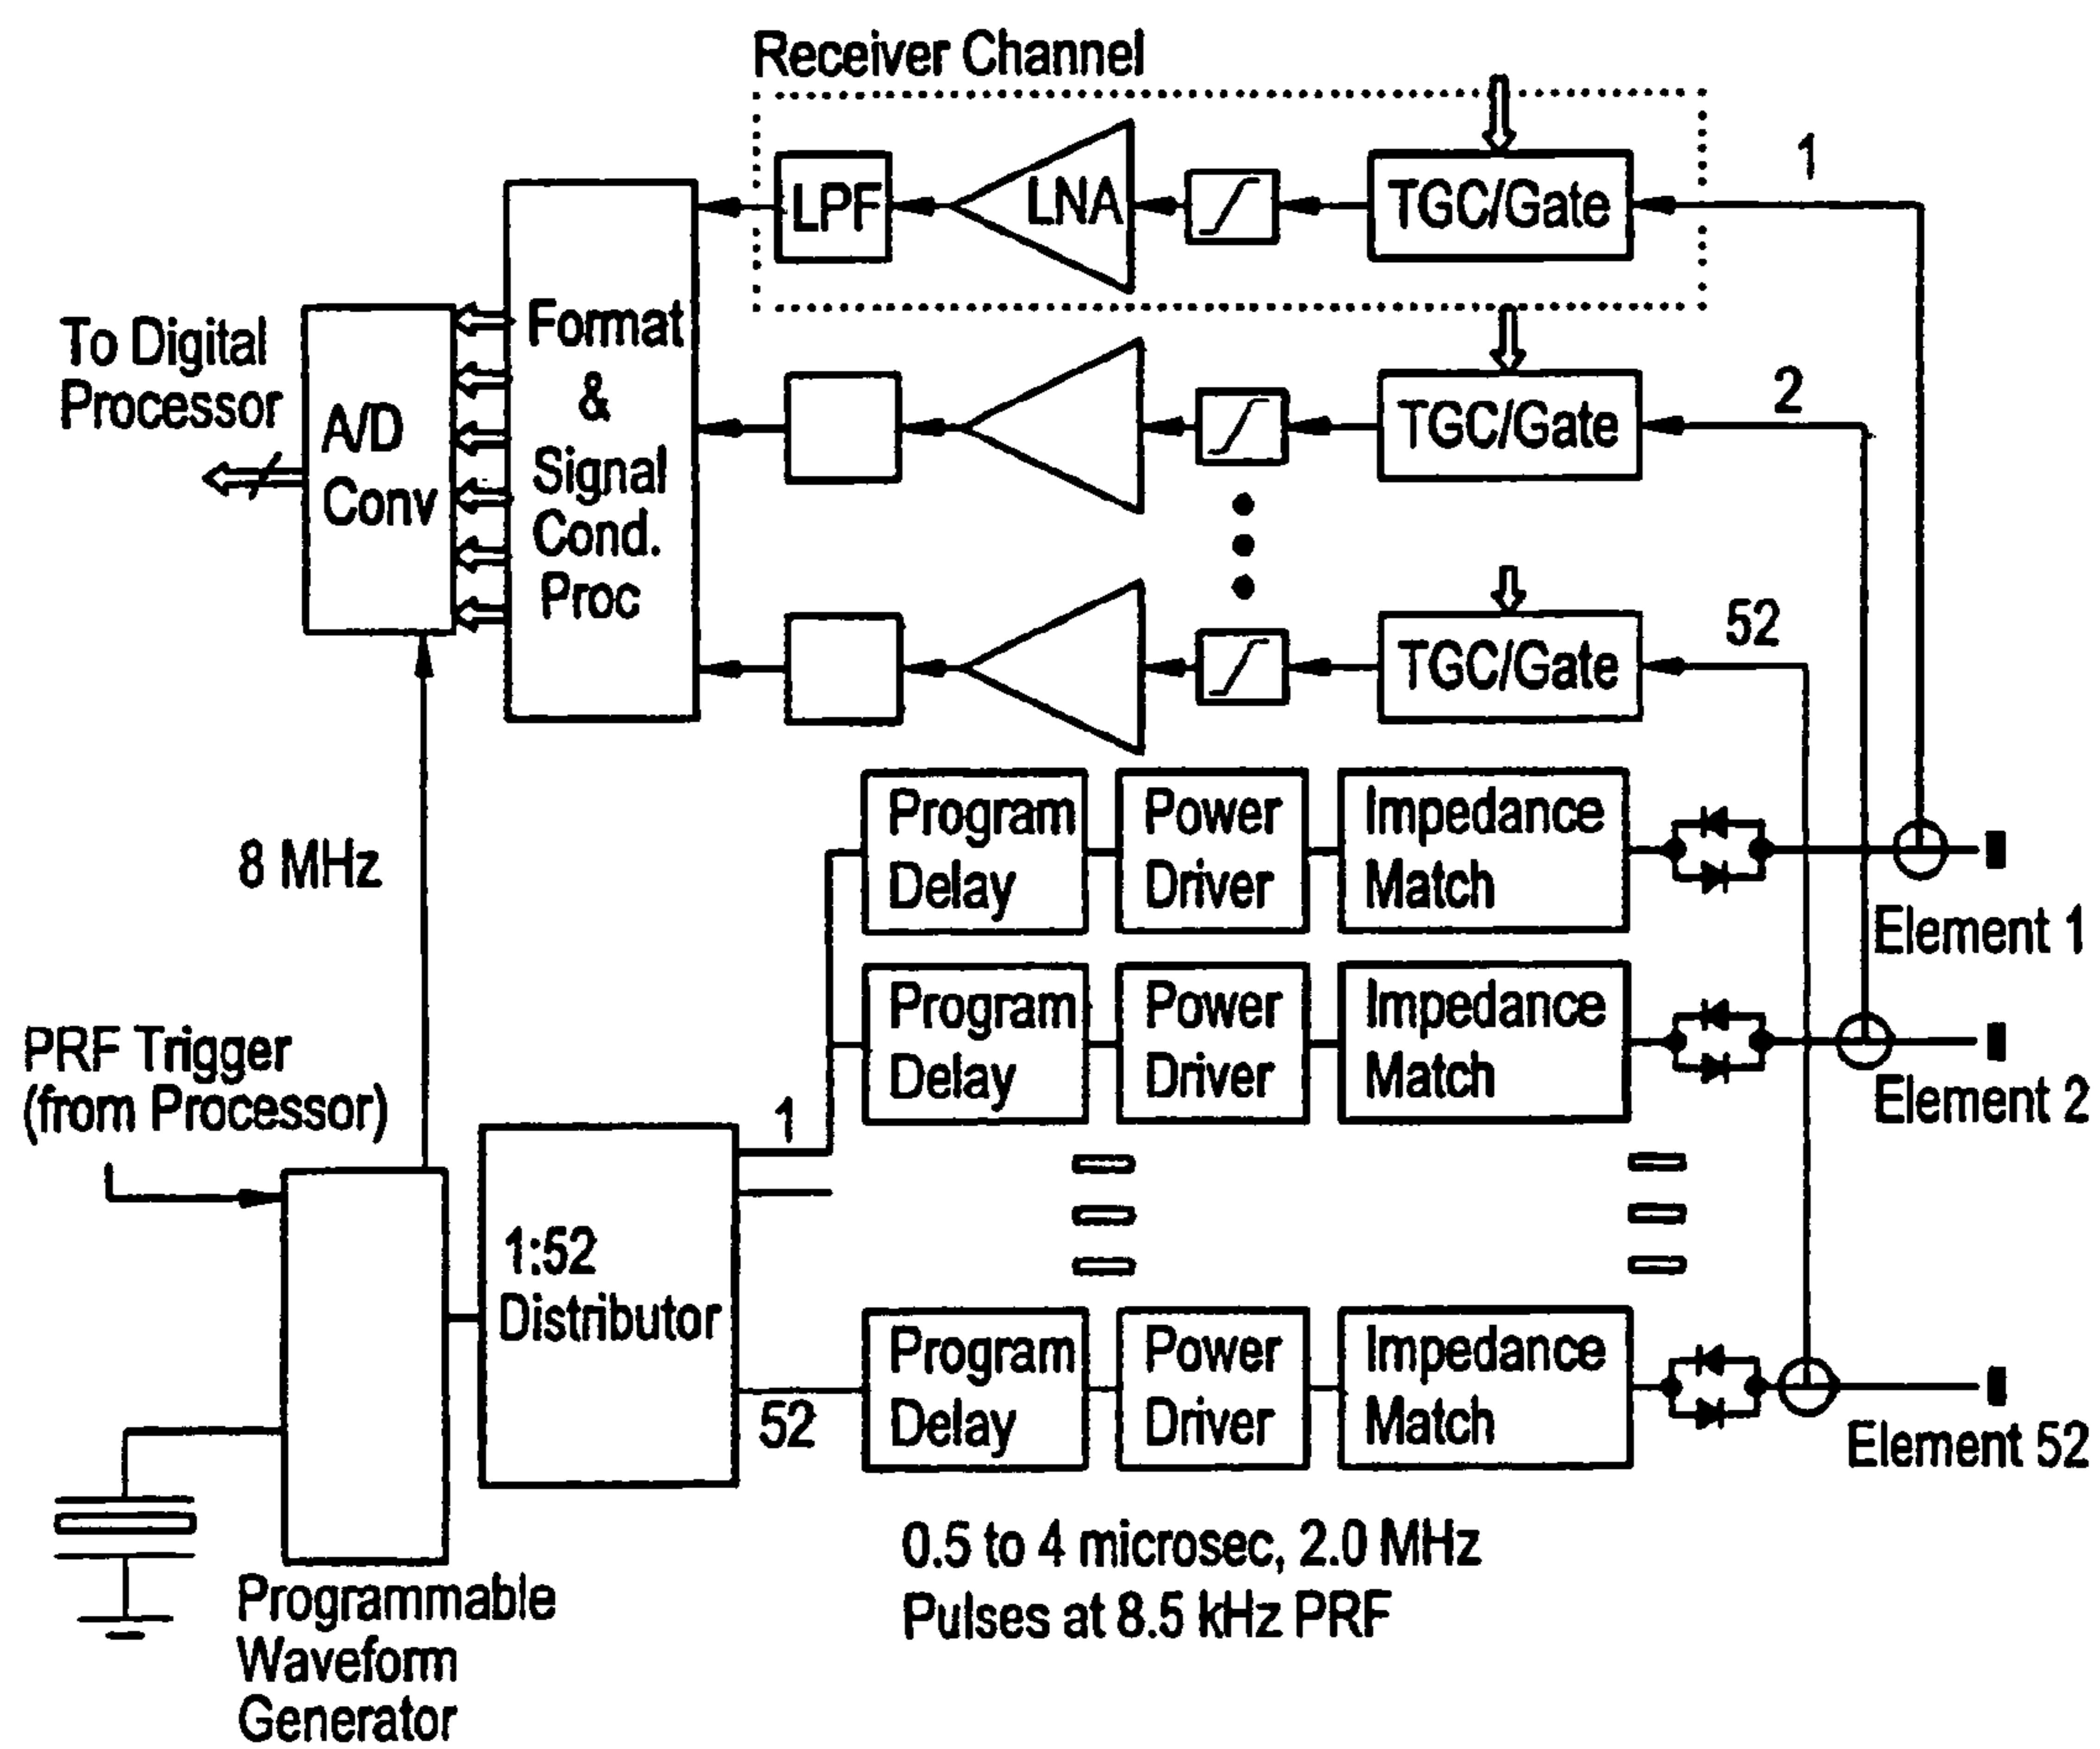 Receiver Channel
LPF
LNA
TGC/Gate
1
Format
&
Signal
Cond.
Proc
To Digital
Processor
A/D
Conv
TGC/Gate
2
TGC/Gate
52
8 MHz
Program
Delay
Power
Driver
Impedance
Match
Element 1
Program
Delay
Power
Driver
Impedance
Match
Element 2
PRF Trigger
(from Processor)
1
1:52
Distributor
52
Program
Delay
Power
Driver
Impedance
Match
Element 52
0.5 to 4 microsec, 2.0 MHz
Pulses at 8.5 kHz PRF
Programmable
Waveform
Generator